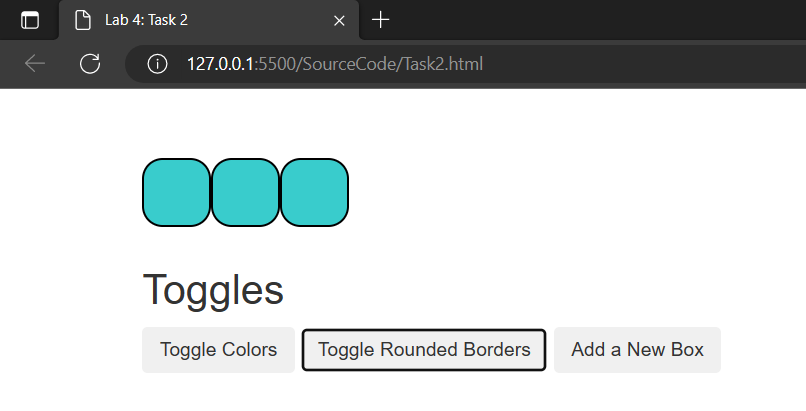 Lab 4: Task 2
127.0.0.1:5500/SourceCode/Task2.html
Toggles
Toggle Colors Toggle Rounded Borders Add a New Box